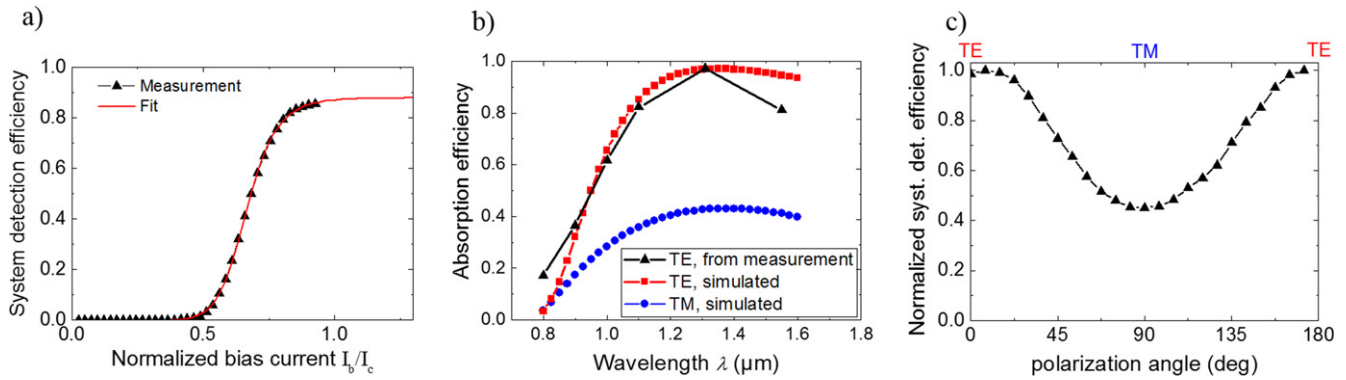 a)
System detection efficiency
1.0
0.8
0.6
0.4
0.2
0.0
Measurement
Fit
0.0
0.5
1.0
Normalized bias current I_b/I_c
b)
Absorption efficiency
1.0
0.8
0.6
0.4
0.2
0.0
TE, from measurement
TE, simulated
TM, simulated
0.8 1.0 1.2 1.4 1.6 1.8
Wavelength λ (µm)
c)
TE TM TE
Normalized syst. det. efficiency
1.0
0.8
0.6
0.4
0.2
0.0
0 45 90 135 180
polarization angle (deg)